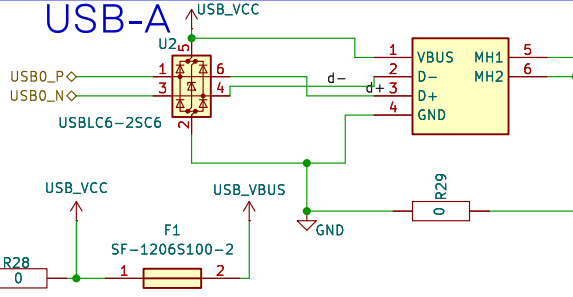 USB-A
USB_VCC
U2
5
1
6
3
4
2
USB0_P
USB0_N
USBLC6-2SC6
d-
d+
1
2
3
4
VBUS
D-
D+
GND
MH1
MH2
5
6
USB_VCC
USB_VBUS
R29
0
GND
F1
SF-1206S100-2
1
2
R28
0